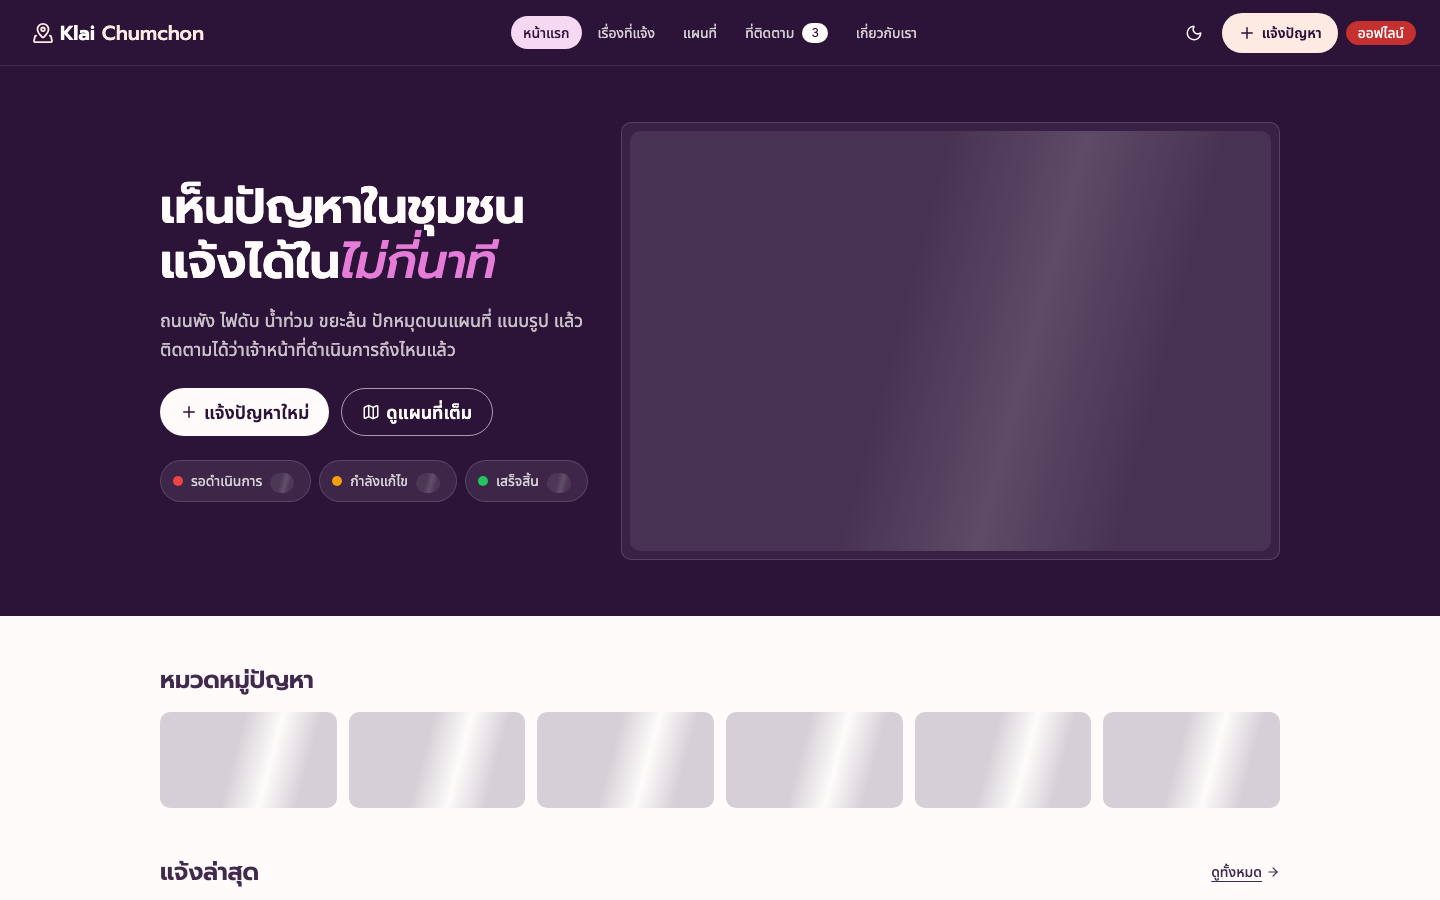 Klai Chumchon
หน้าแรก
เรื่องที่แจ้ง
แผนที่
ที่ติดตาม 3
เกี่ยวกับเรา
แจ้งปัญหา
ออฟไลน์
เห็นปัญหาในชุมชน
แจ้งได้ในไม่กี่นาที
ถนนพัง ไฟดับ น้ำท่วม ขยะล้น ปักหมุดบนแผนที่ แนบรูป แล้ว
ติดตามได้ว่าเจ้าหน้าที่ดำเนินการถึงไหนแล้ว
แจ้งปัญหาใหม่
ดูแผนที่เต็ม
รอดำเนินการ
กำลังแก้ไข
เสร็จสิ้น
หมวดหมู่ปัญหา
แจ้งล่าสุด
ดูทั้งหมด